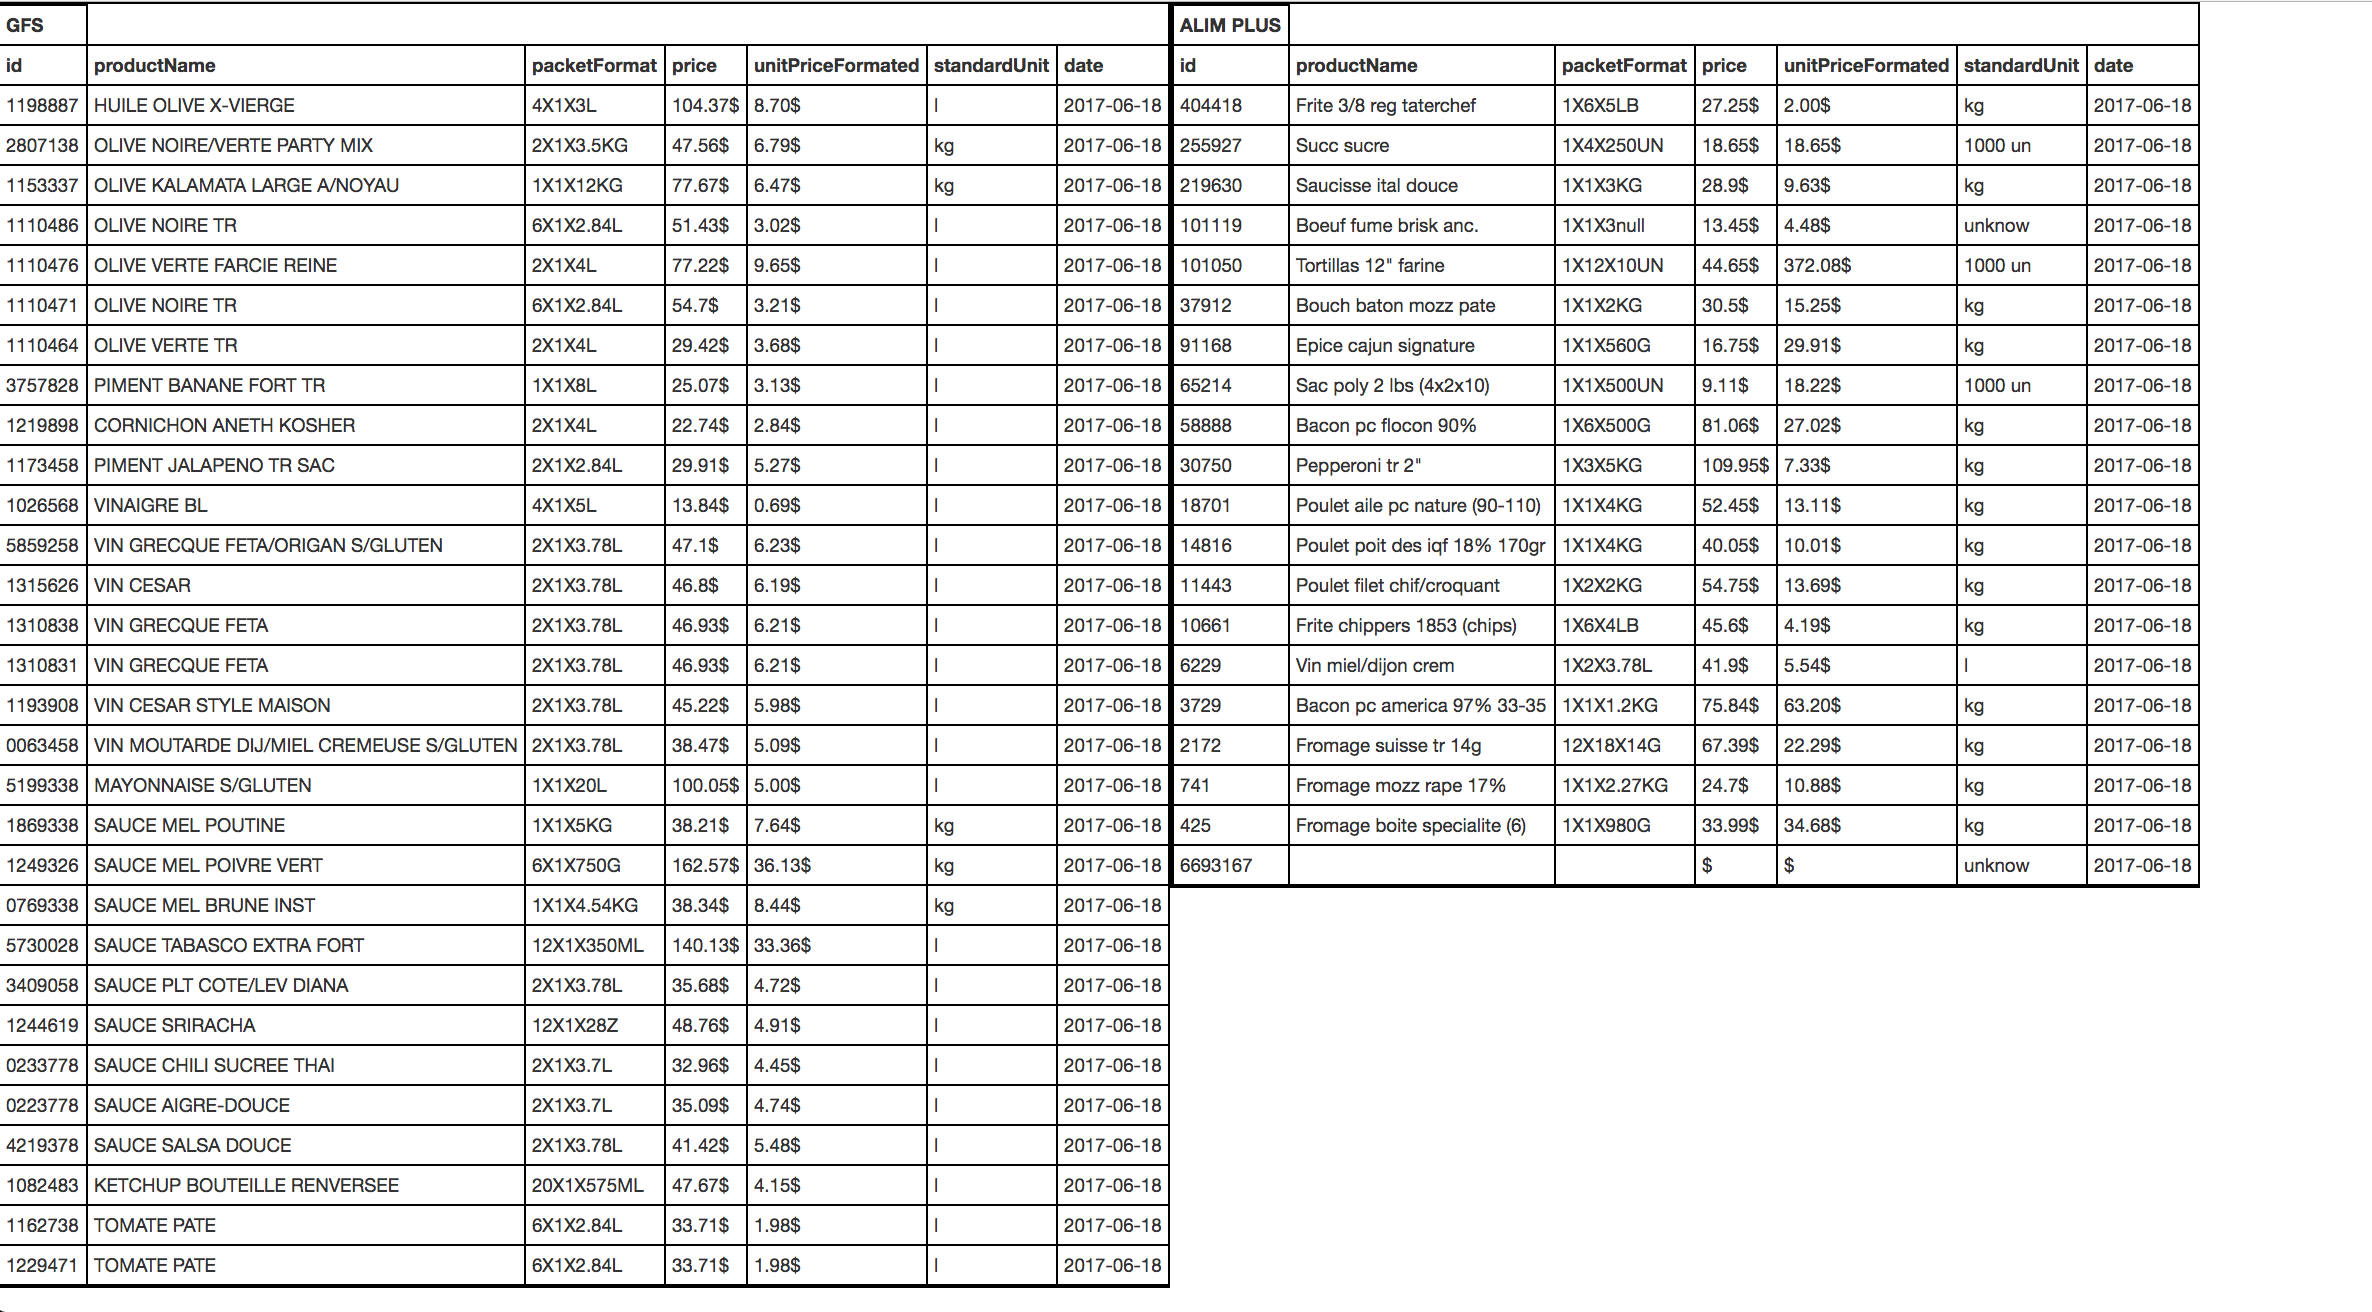 GFS
id productName packetFormat price unitPriceFormated standardUnit date
1198887 HUILE OLIVE X-VIERGE 4X1X3L 104.37$ 8.70$ l 2017-06-18
2807138 OLIVE NOIRE/VERTE PARTY MIX 2X1X3.5KG 47.56$ 6.79$ kg 2017-06-18
1153337 OLIVE KALAMATA LARGE A/NOYAU 1X1X12KG 77.67$ 6.47$ kg 2017-06-18
1110486 OLIVE NOIRE TR 6X1X2.84L 51.43$ 3.02$ l 2017-06-18
1110476 OLIVE VERTE FARCIE REINE 2X1X4L 77.22$ 9.65$ l 2017-06-18
1110471 OLIVE NOIRE TR 6X1X2.84L 54.7$ 3.21$ l 2017-06-18
1110464 OLIVE VERTE TR 2X1X4L 29.42$ 3.68$ l 2017-06-18
3757828 PIMENT BANANE FORT TR 1X1X8L 25.07$ 3.13$ l 2017-06-18
1219898 CORNICHON ANETH KOSHER 2X1X4L 22.74$ 2.84$ l 2017-06-18
1173458 PIMENT JALAPENO TR SAC 2X1X2.84L 29.91$ 5.27$ l 2017-06-18
1026568 VINAIGRE BL 4X1X5L 13.84$ 0.69$ l 2017-06-18
5859258 VIN GRECQUE FETA/ORIGAN S/GLUTEN 2X1X3.78L 47.1$ 6.23$ l 2017-06-18
1315626 VIN CESAR 2X1X3.78L 46.8$ 6.19$ l 2017-06-18
1310838 VIN GRECQUE FETA 2X1X3.78L 46.93$ 6.21$ l 2017-06-18
1310831 VIN GRECQUE FETA 2X1X3.78L 46.93$ 6.21$ l 2017-06-18
1193908 VIN CESAR STYLE MAISON 2X1X3.78L 45.22$ 5.98$ l 2017-06-18
0063458 VIN MOUTARDE DIJ/MIEL CREMEUSE S/GLUTEN 2X1X3.78L 38.47$ 5.09$ l 2017-06-18
5199338 MAYONNAISE S/GLUTEN 1X1X20L 100.05$ 5.00$ l 2017-06-18
1869338 SAUCE MEL POUTINE 1X1X5KG 38.21$ 7.64$ kg 2017-06-18
1249326 SAUCE MEL POIVRE VERT 6X1X750G 162.57$ 36.13$ kg 2017-06-18
0769338 SAUCE MEL BRUNE INST 1X1X4.54KG 38.34$ 8.44$ kg 2017-06-18
5730028 SAUCE TABASCO EXTRA FORT 12X1X350ML 140.13$ 33.36$ l 2017-06-18
3409058 SAUCE PLT COTE/LEV DIANA 2X1X3.78L 35.68$ 4.72$ l 2017-06-18
1244619 SAUCE SRIRACHA 12X1X28Z 48.76$ 4.91$ l 2017-06-18
0233778 SAUCE CHILI SUCREE THAI 2X1X3.7L 32.96$ 4.45$ l 2017-06-18
0223778 SAUCE AIGRE-DOUCE 2X1X3.7L 35.09$ 4.74$ l 2017-06-18
4219378 SAUCE SALSA DOUCE 2X1X3.78L 41.42$ 5.48$ l 2017-06-18
1082483 KETCHUP BOUTEILLE RENVERSEE 20X1X575ML 47.67$ 4.15$ l 2017-06-18
1162738 TOMATE PATE 6X1X2.84L 33.71$ 1.98$ l 2017-06-18
1229471 TOMATE PATE 6X1X2.84L 33.71$ 1.98$ l 2017-06-18
ALIM PLUS
id productName packetFormat price unitPriceFormated standardUnit date
404418 Frite 3/8 reg taterchef 1X6X5LB 27.25$ 2.00$ kg 2017-06-18
255927 Succ sucre 1X4X250UN 18.65$ 18.65$ 1000 un 2017-06-18
219630 Saucisse ital douce 1X1X3KG 28.9$ 9.63$ kg 2017-06-18
101119 Boeuf fume brisk anc. 1X1X3null 13.45$ 4.48$ unknow 2017-06-18
101050 Tortillas 12" farine 1X12X10UN 44.65$ 372.08$ 1000 un 2017-06-18
37912 Bouch baton mozz pate 1X1X2KG 30.5$ 15.25$ kg 2017-06-18
91168 Epice cajun signature 1X1X560G 16.75$ 29.91$ kg 2017-06-18
65214 Sac poly 2 lbs (4x2x10) 1X1X500UN 9.11$ 18.22$ 1000 un 2017-06-18
58888 Bacon pc flocon 90% 1X6X500G 81.06$ 27.02$ kg 2017-06-18
30750 Pepperoni tr 2" 1X3X5KG 109.95$ 7.33$ kg 2017-06-18
18701 Poulet aile pc nature (90-110) 1X1X4KG 52.45$ 13.11$ kg 2017-06-18
14816 Poulet poit des iqf 18% 170gr 1X1X4KG 40.05$ 10.01$ kg 2017-06-18
11443 Poulet filet chif/croquant 1X2X2KG 54.75$ 13.69$ kg 2017-06-18
10661 Frite chippers 1853 (chips) 1X6X4LB 45.6$ 4.19$ kg 2017-06-18
6229 Vin miel/dijon crem 1X2X3.78L 41.9$ 5.54$ l 2017-06-18
3729 Bacon pc america 97% 33-35 1X1X1.2KG 75.84$ 63.20$ kg 2017-06-18
2172 Fromage suisse tr 14g 12X18X14G 67.39$ 22.29$ kg 2017-06-18
741 Fromage mozz rape 17% 1X1X2.27KG 24.7$ 10.88$ kg 2017-06-18
425 Fromage boite specialite (6) 1X1X980G 33.99$ 34.68$ kg 2017-06-18
6693167 $ $ unknow 2017-06-18